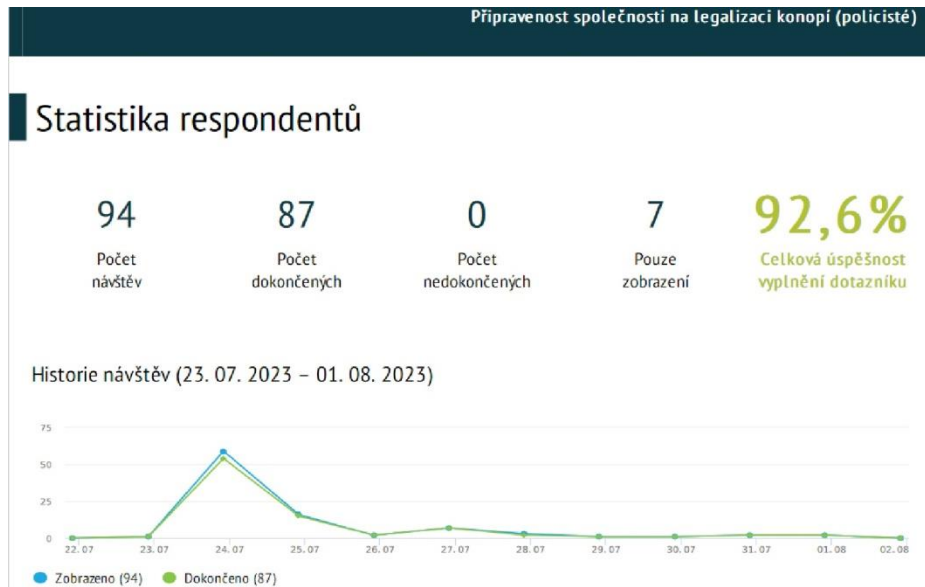 Připravenost společnosti na legalizaci konopí (policisté)
Statistika respondentů
94
Počet
návštěv
87
Počet
dokončených
0
Počet
nedokončených
7
Pouze
zobrazení
92,6%
Celková úspěšnost
vyplnění dotazníku
Historie návštěv (23. 07. 2023 – 01. 08. 2023)
75
50
25
0
22. 07 23. 07 24. 07 25. 07 26. 07 27. 07 28. 07 29. 07 30. 07 31. 07 01. 08 02. 08
Zobrazeno (94) Dokončeno (87)